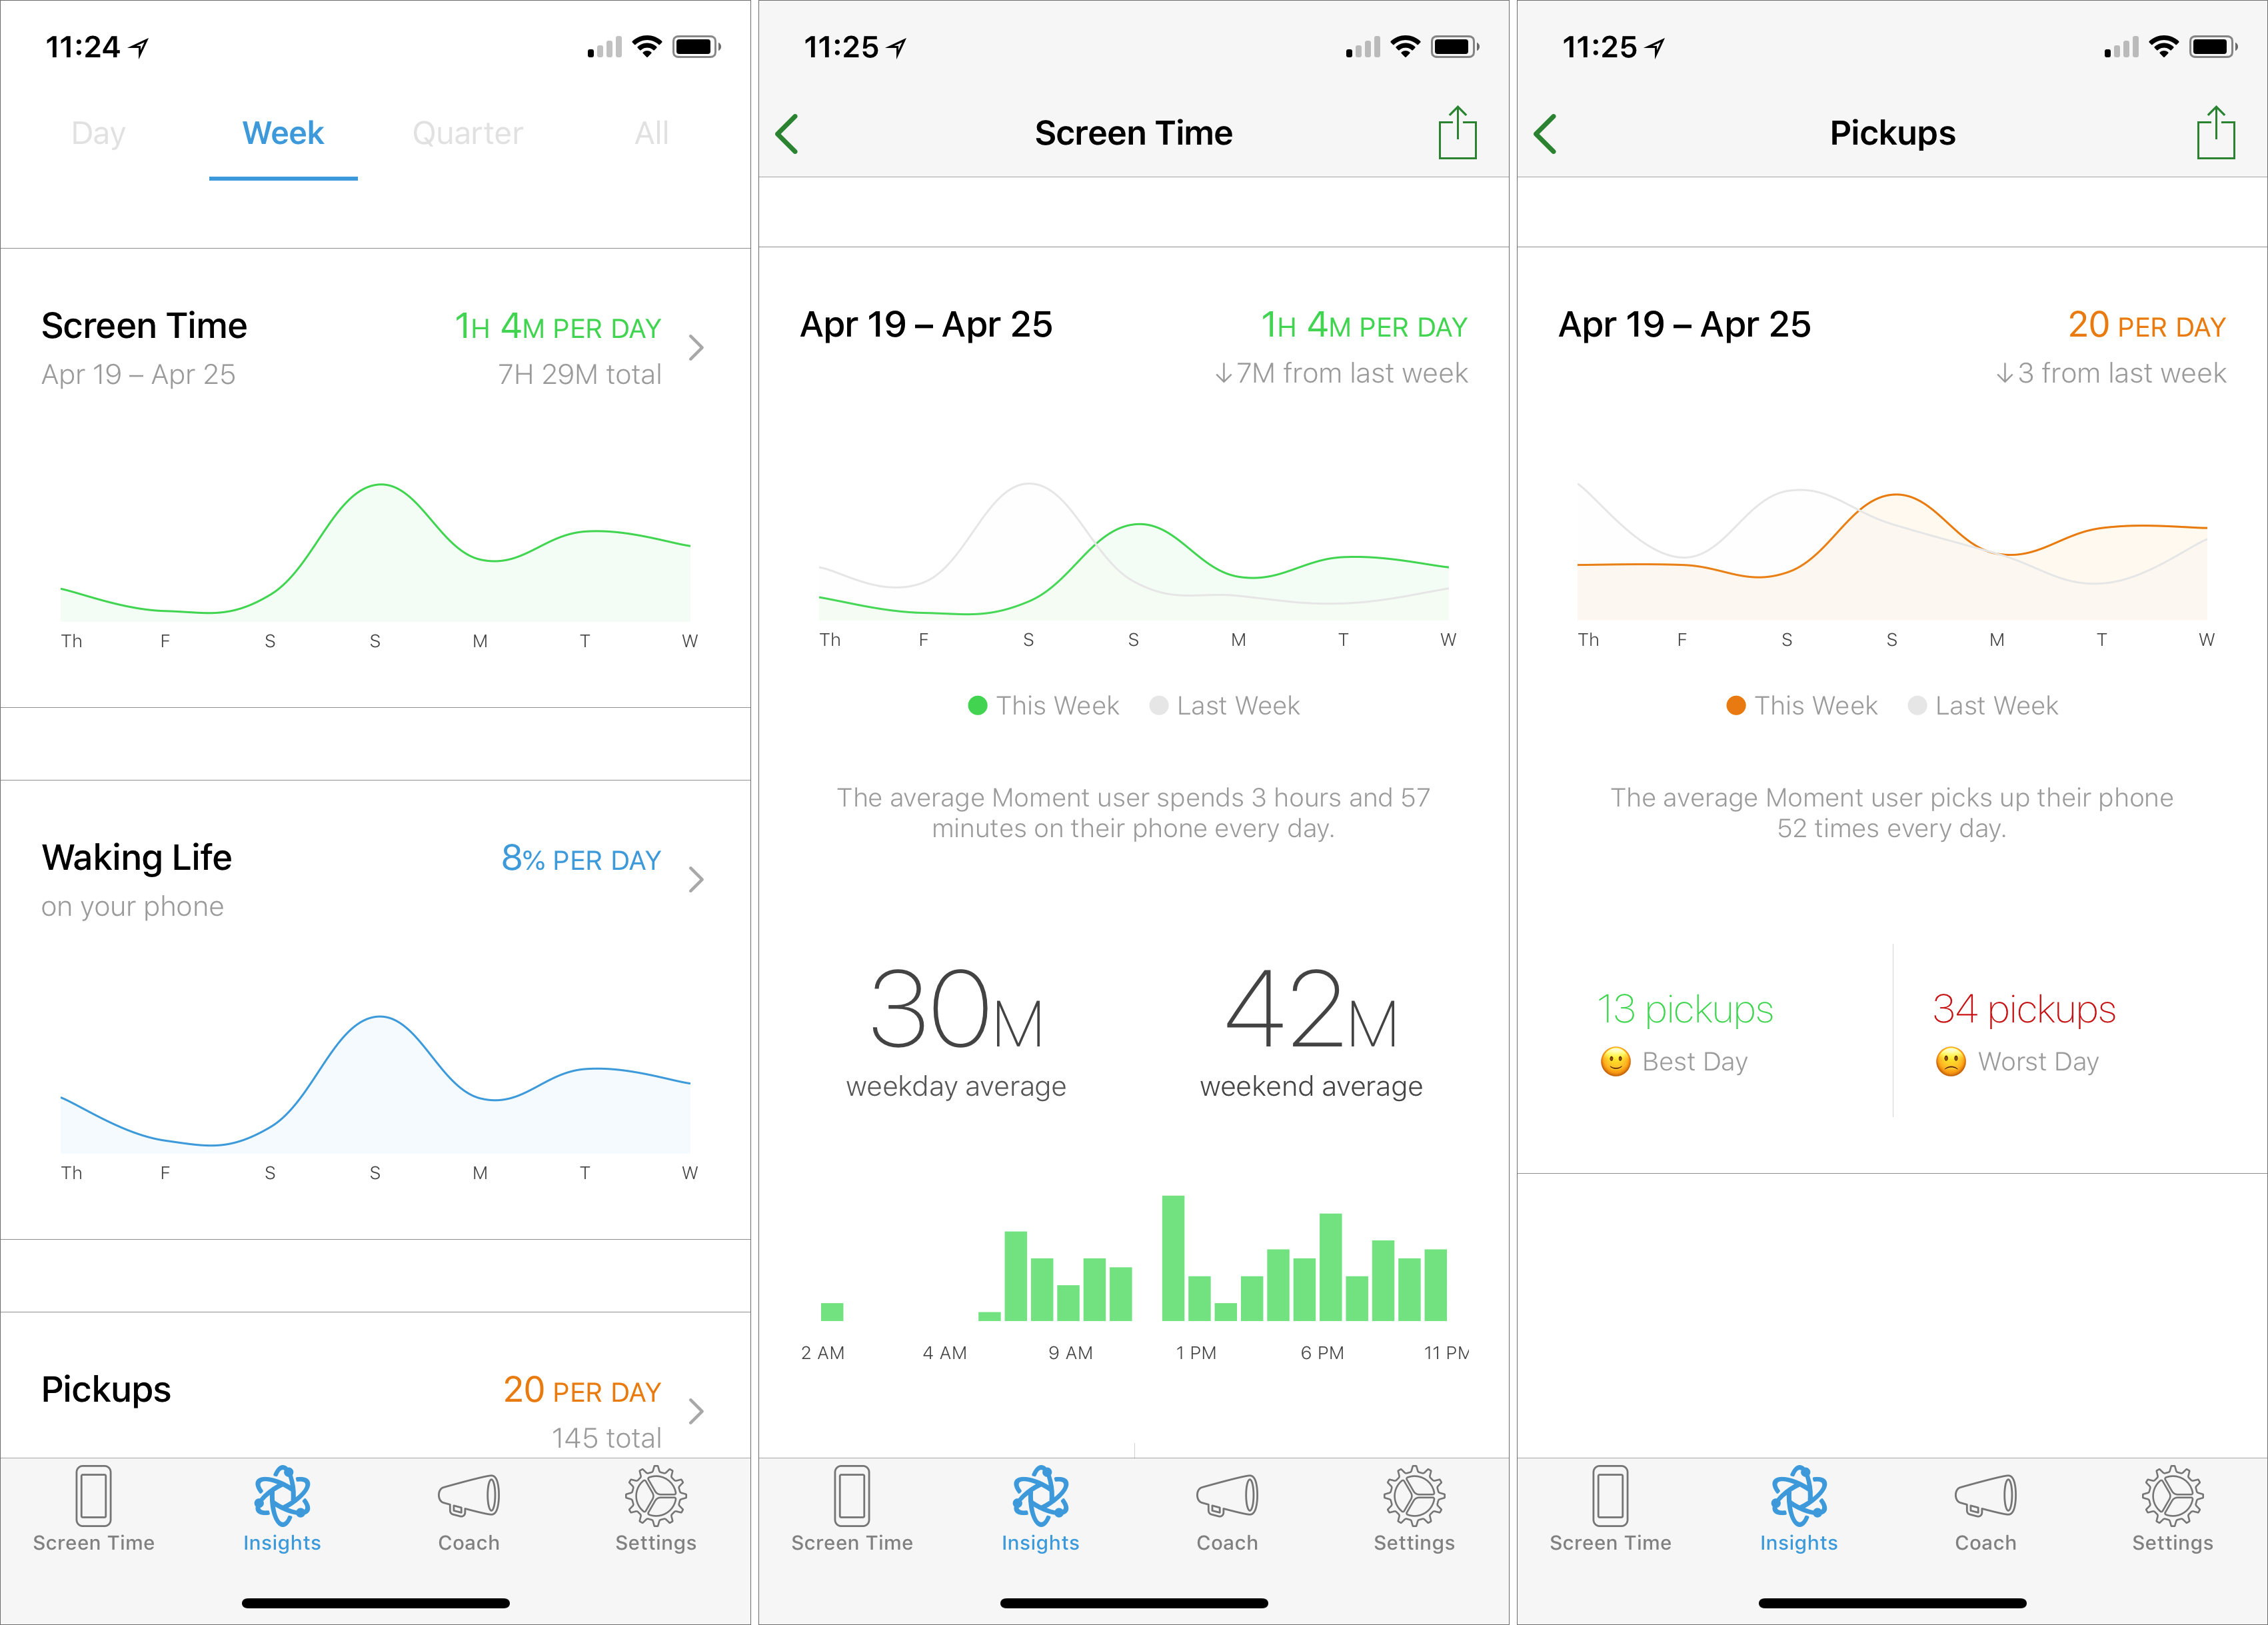 11:24
Day Week Quarter All
Screen Time 1H 4M PER DAY
Apr 19 – Apr 25 7H 29M total
Th F S S M T W
Waking Life 8% PER DAY
on your phone
Th F S S M T W
Pickups 20 PER DAY
145 total
Screen Time Insights Coach Settings
11:25
Screen Time
Apr 19 – Apr 25 1H 4M PER DAY
↓7M from last week
Th F S S M T W
This Week Last Week
The average Moment user spends 3 hours and 57
minutes on their phone every day.
30M 42M
weekday average weekend average
2 AM 4 AM 9 AM 1 PM 6 PM 11 PM
Screen Time Insights Coach Settings
11:25
Pickups
Apr 19 – Apr 25 20 PER DAY
↓3 from last week
Th F S S M T W
This Week Last Week
The average Moment user picks up their phone
52 times every day.
13 pickups 34 pickups
Best Day Worst Day
Screen Time Insights Coach Settings